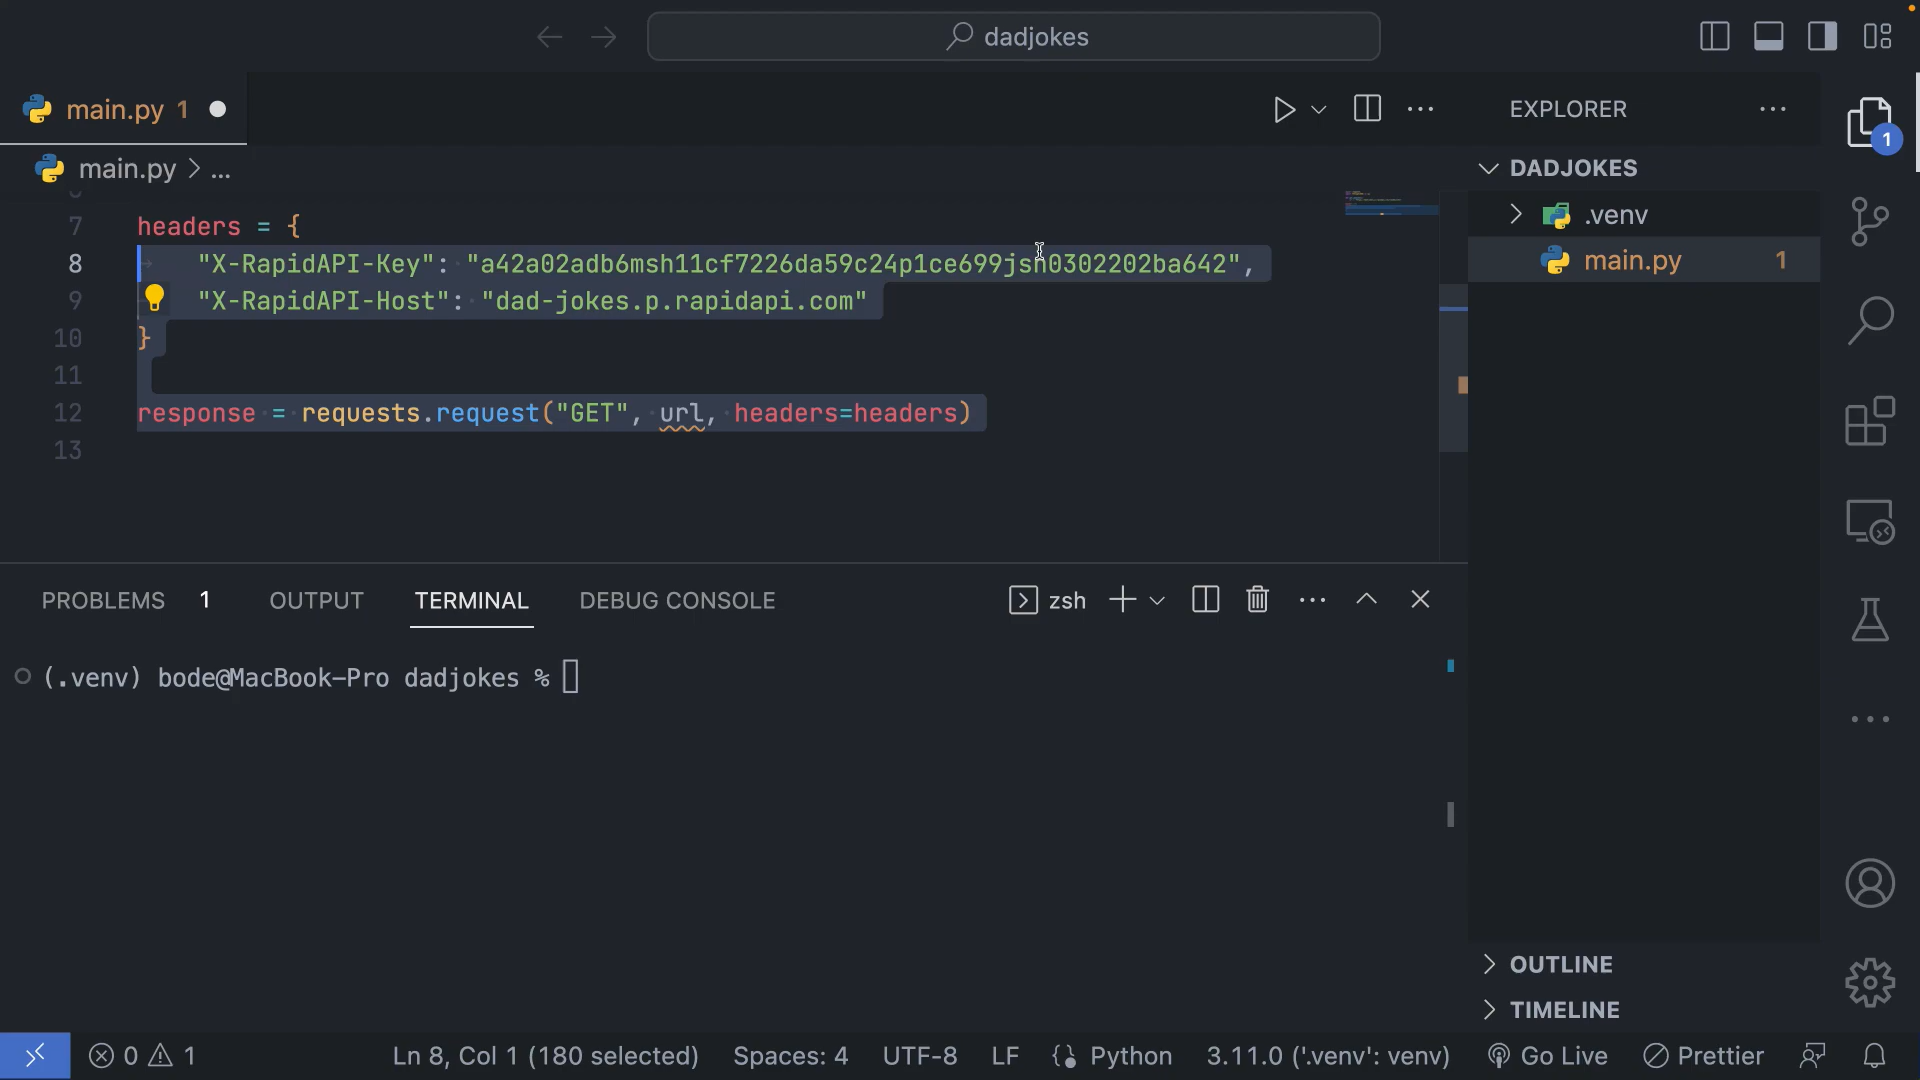 dadjokes
main.py 1
EXPLORER
1
main.py > ...
DADJOKES
.venv
main.py 1
7 headers = {
8 "X-RapidAPI-Key": "a42a02adb6msh11cf7226da59c24p1ce699jsn0302202ba642",
9 "X-RapidAPI-Host": "dad-jokes.p.rapidapi.com"
10 }
11
12 response = requests.request("GET", url, headers=headers)
13
PROBLEMS 1 OUTPUT TERMINAL DEBUG CONSOLE
zsh
(.venv) bode@MacBook-Pro dadjokes %
OUTLINE
TIMELINE
0 1
Ln 8, Col 1 (180 selected) Spaces: 4 UTF-8 LF Python 3.11.0 ('.venv': venv) Go Live Prettier